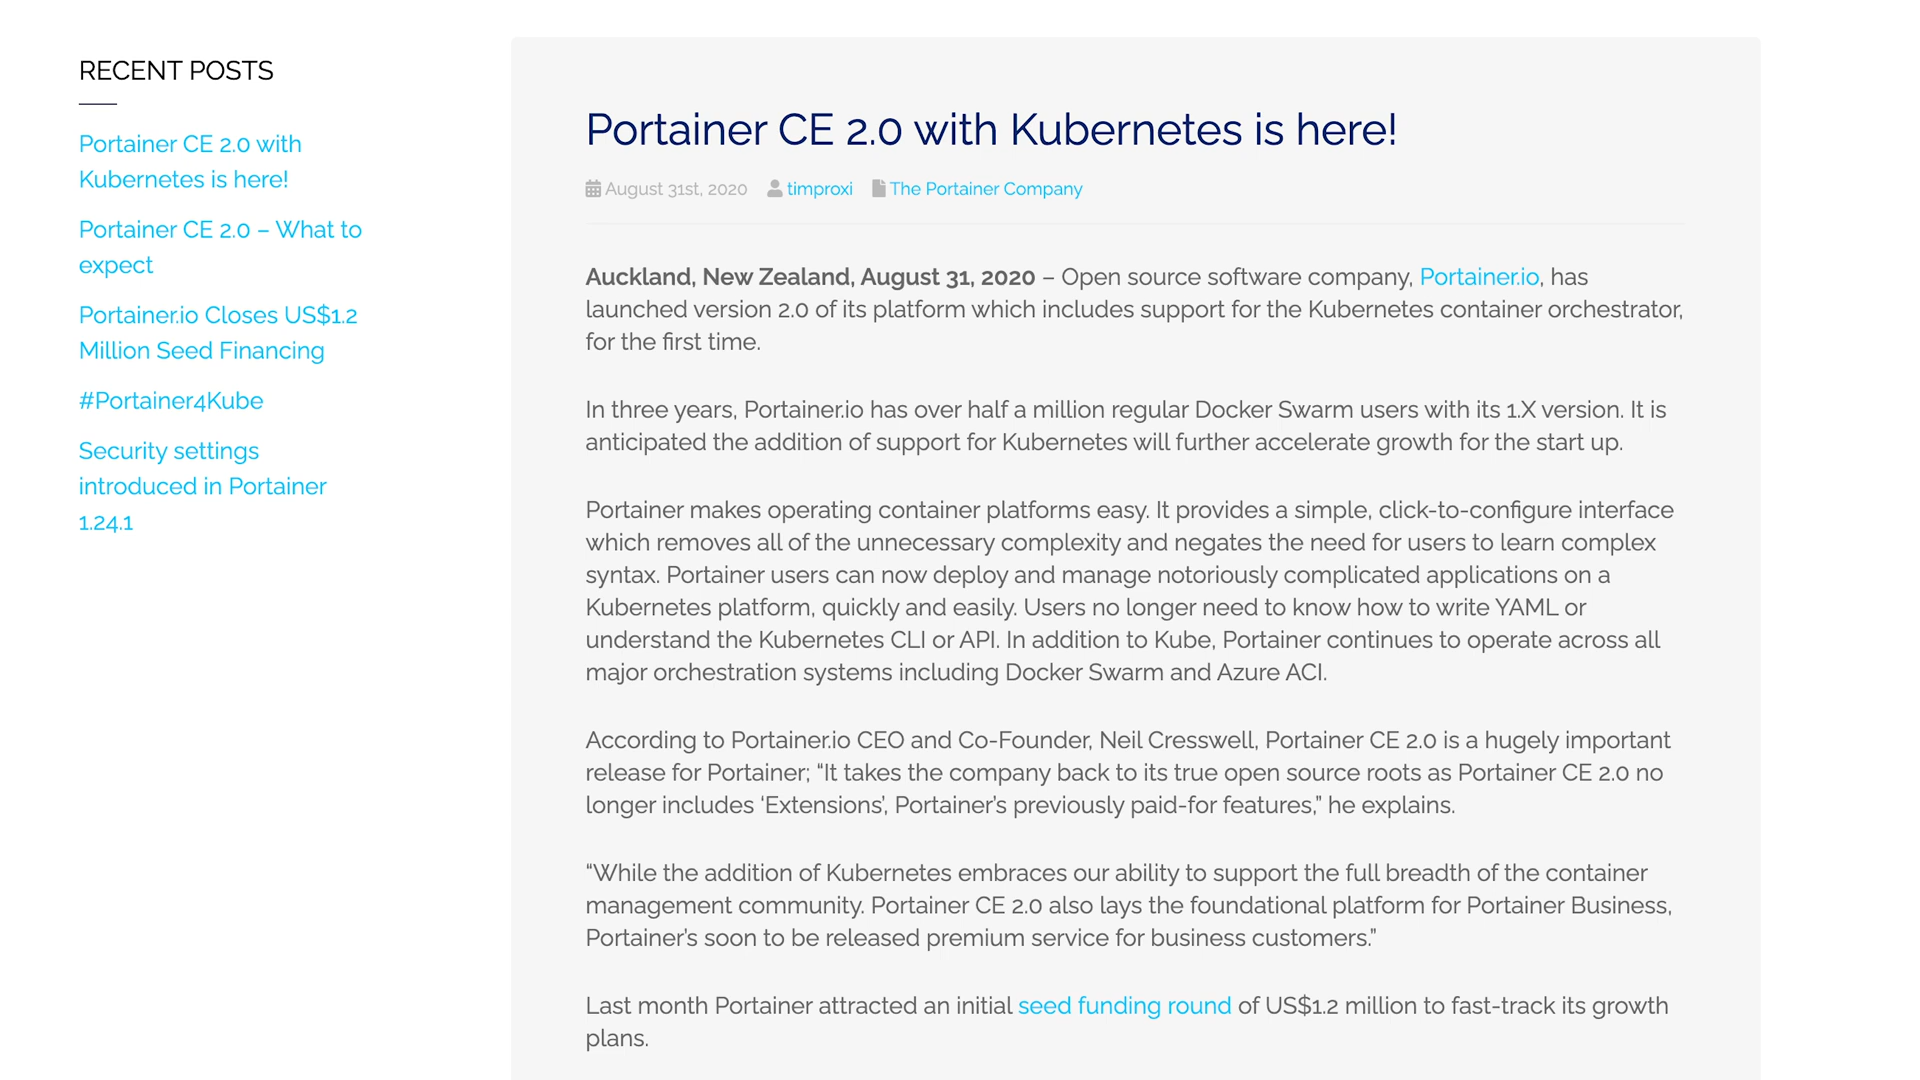 RECENT POSTS
Portainer CE 2.0 with
Kubernetes is here!
Portainer CE 2.0 – What to
expect
Portainer.io Closes US$1.2
Million Seed Financing
#Portainer4Kube
Security settings
introduced in Portainer
1.24.1
Portainer CE 2.0 with Kubernetes is here!
August 31st, 2020 timproxi The Portainer Company
Auckland, New Zealand, August 31, 2020 – Open source software company, Portainer.io, has
launched version 2.0 of its platform which includes support for the Kubernetes container orchestrator,
for the first time.
In three years, Portainer.io has over half a million regular Docker Swarm users with its 1.X version. It is
anticipated the addition of support for Kubernetes will further accelerate growth for the start up.
Portainer makes operating container platforms easy. It provides a simple, click-to-configure interface
which removes all of the unnecessary complexity and negates the need for users to learn complex
syntax. Portainer users can now deploy and manage notoriously complicated applications on a
Kubernetes platform, quickly and easily. Users no longer need to know how to write YAML or
understand the Kubernetes CLI or API. In addition to Kube, Portainer continues to operate across all
major orchestration systems including Docker Swarm and Azure ACI.
According to Portainer.io CEO and Co-Founder, Neil Cresswell, Portainer CE 2.0 is a hugely important
release for Portainer; “It takes the company back to its true open source roots as Portainer CE 2.0 no
longer includes ‘Extensions’, Portainer’s previously paid-for features,” he explains.
“While the addition of Kubernetes embraces our ability to support the full breadth of the container
management community. Portainer CE 2.0 also lays the foundational platform for Portainer Business,
Portainer’s soon to be released premium service for business customers.”
Last month Portainer attracted an initial seed funding round of US$1.2 million to fast-track its growth
plans.